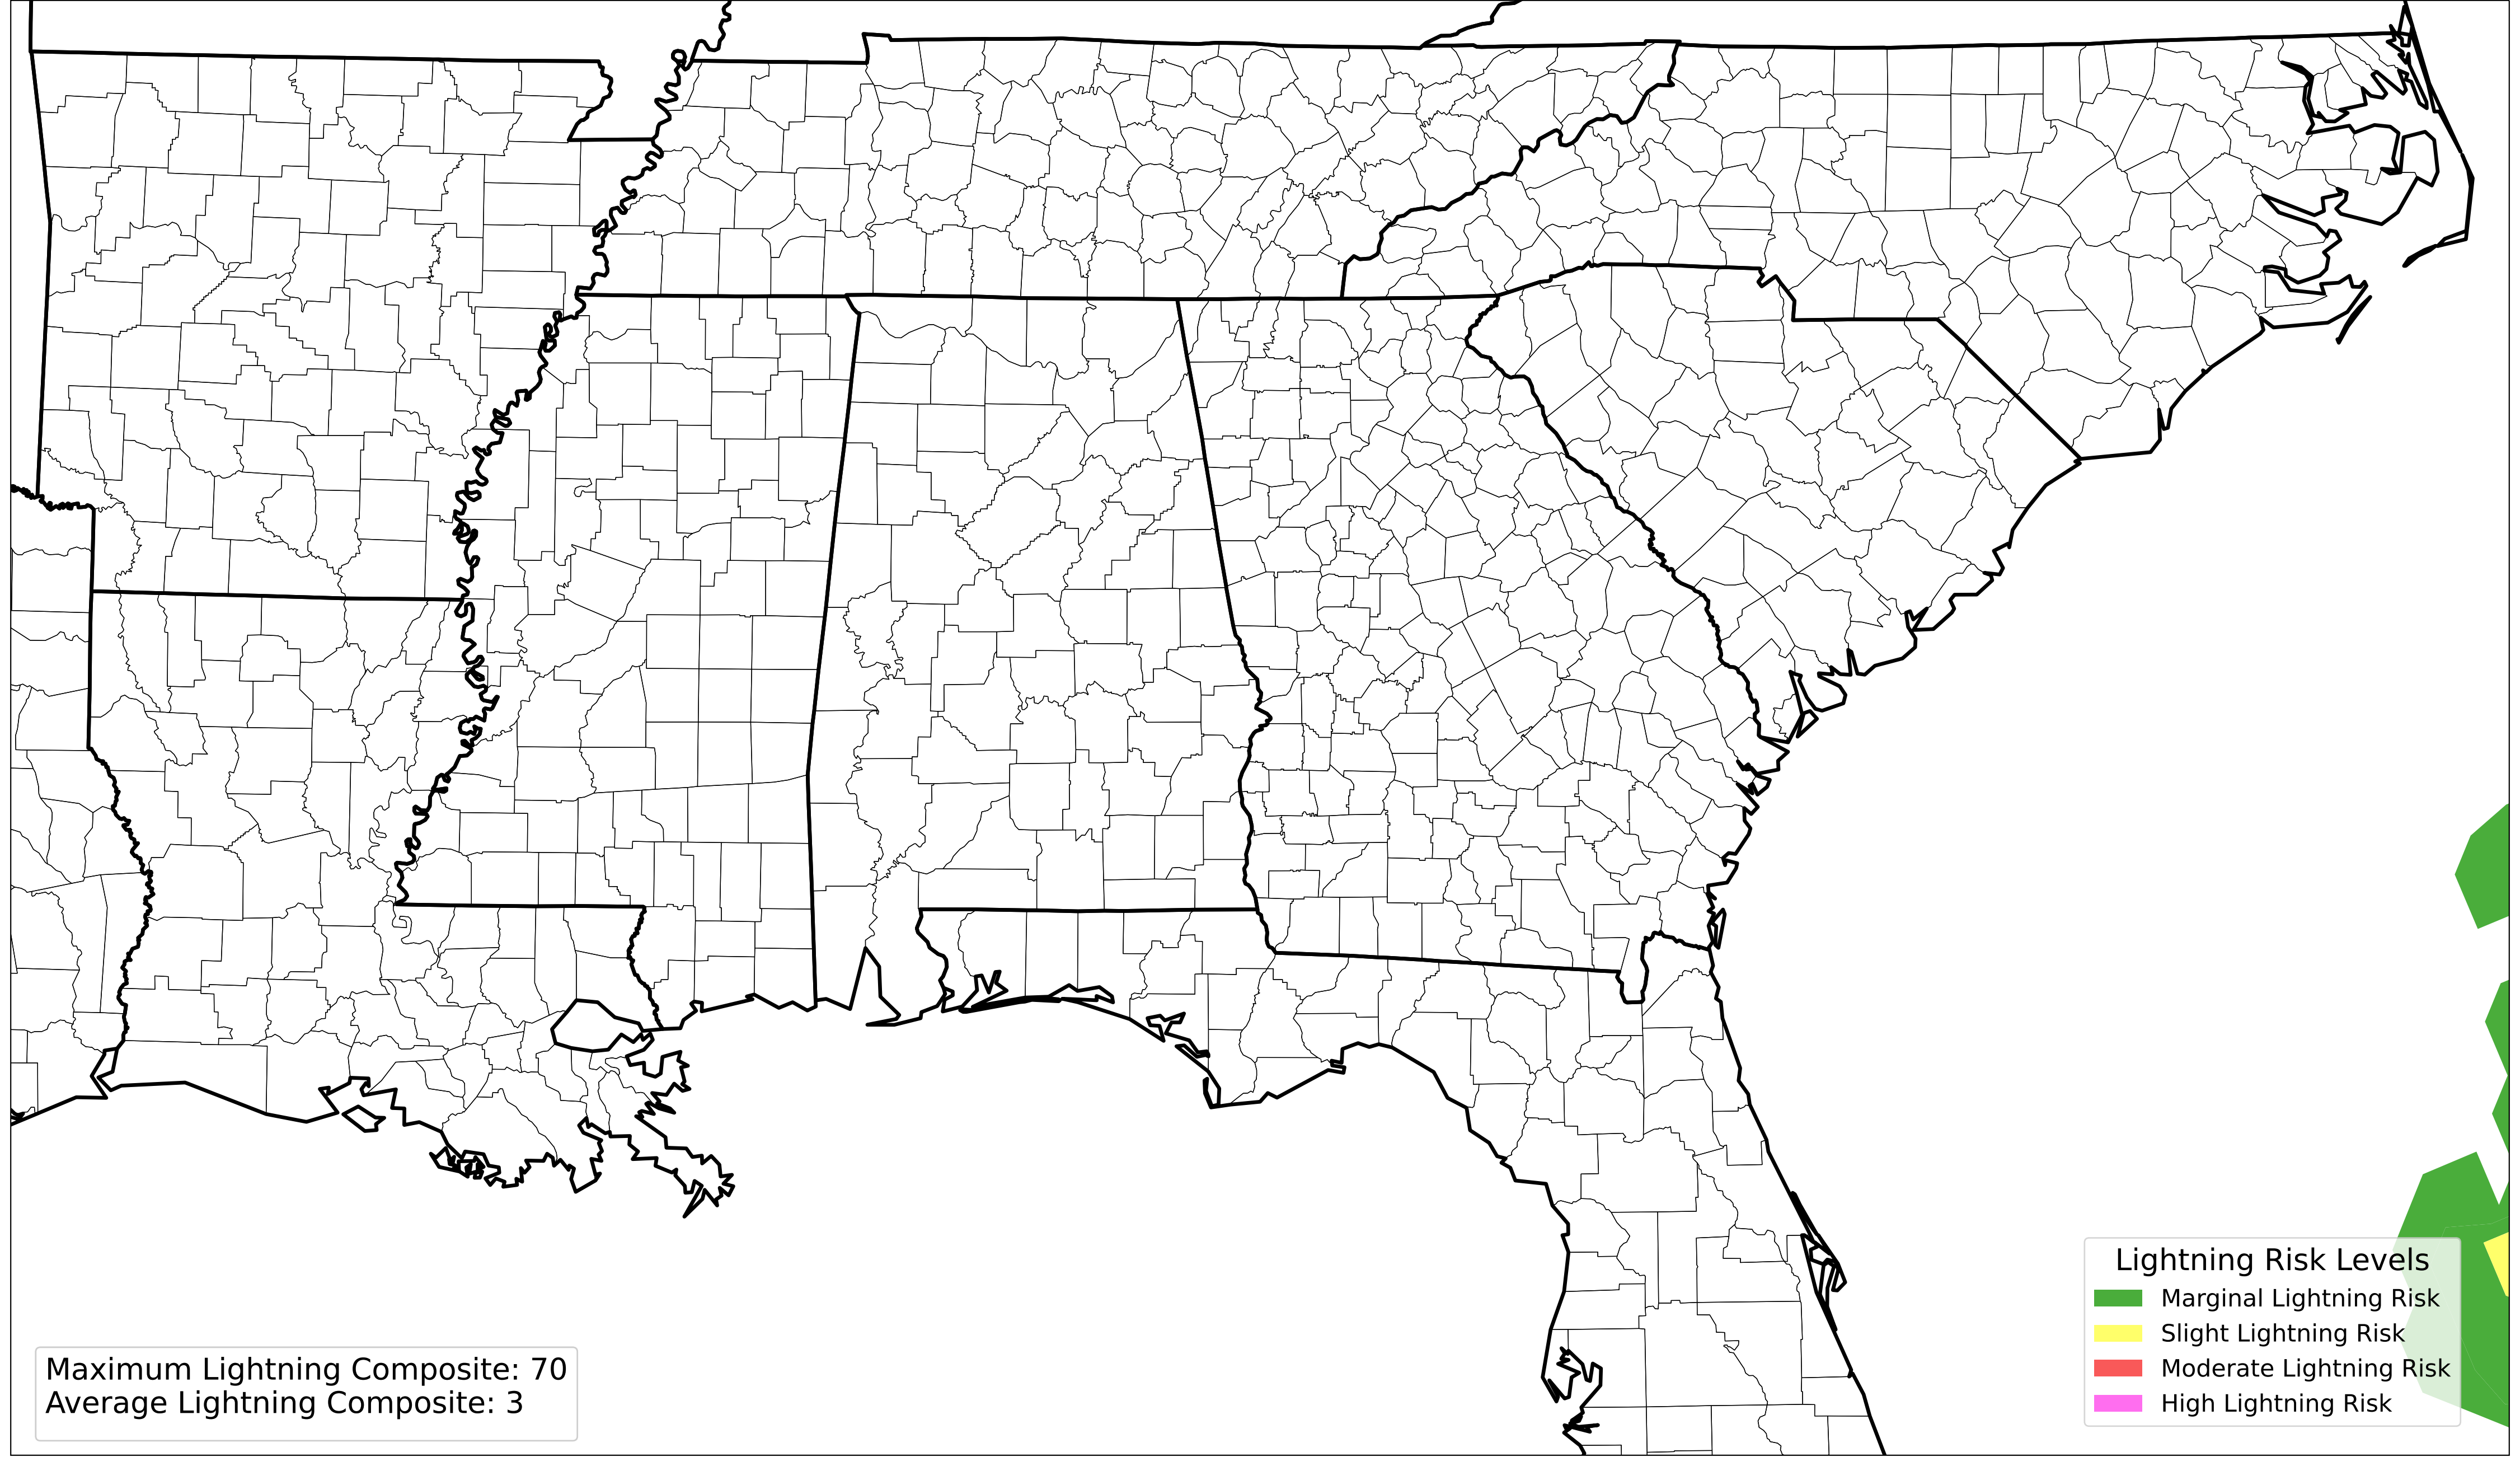 Lightning Risk Levels
Marginal Lightning Risk
Slight Lightning Risk
Moderate Lightning Risk
High Lightning Risk
Maximum Lightning Composite: 70
Average Lightning Composite: 3